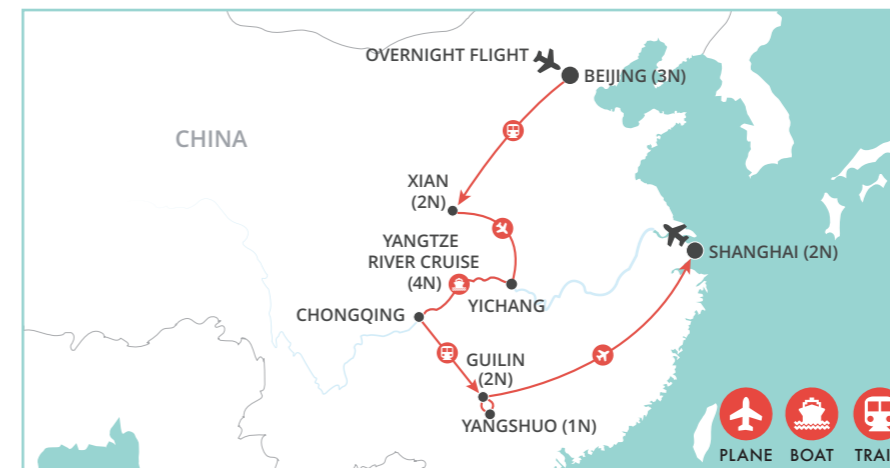 OVERNIGHT FLIGHT
BEIJING (3N)
CHINA
XIAN
(2N)
YANGTZE
RIVER CRUISE
(4N)
SHANGHAI (2N)
YICHANG
CHONGQING
GUILIN
(2N)
YANGSHUO (1N)
PLANE BOAT TRAI